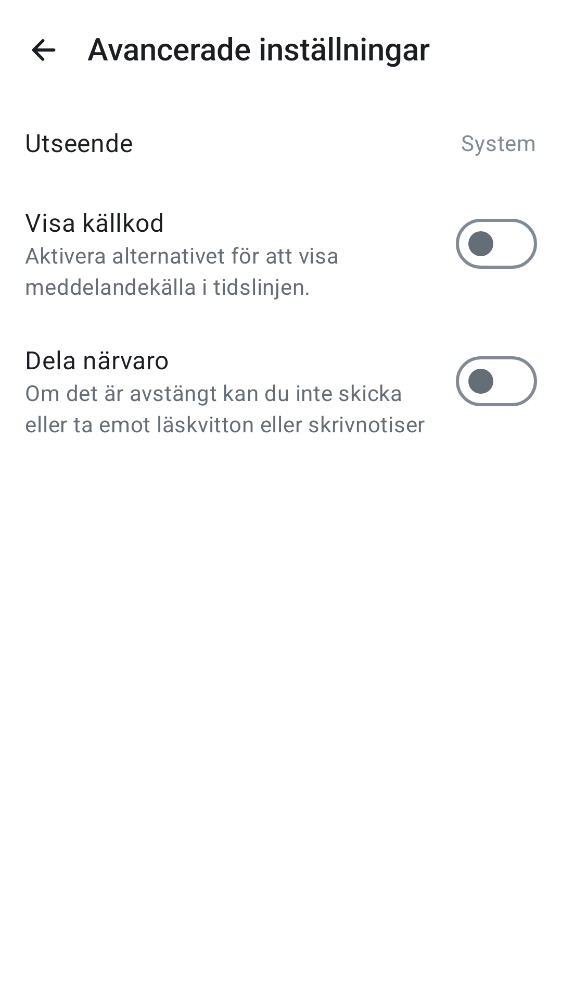 Avancerade inställningar
Utseende
System
Visa källkod
Aktivera alternativet för att visa
meddelandekälla i tidslinjen.
Dela närvaro
Om det är avstängt kan du inte skicka
eller ta emot läskvitton eller skrivnotiser